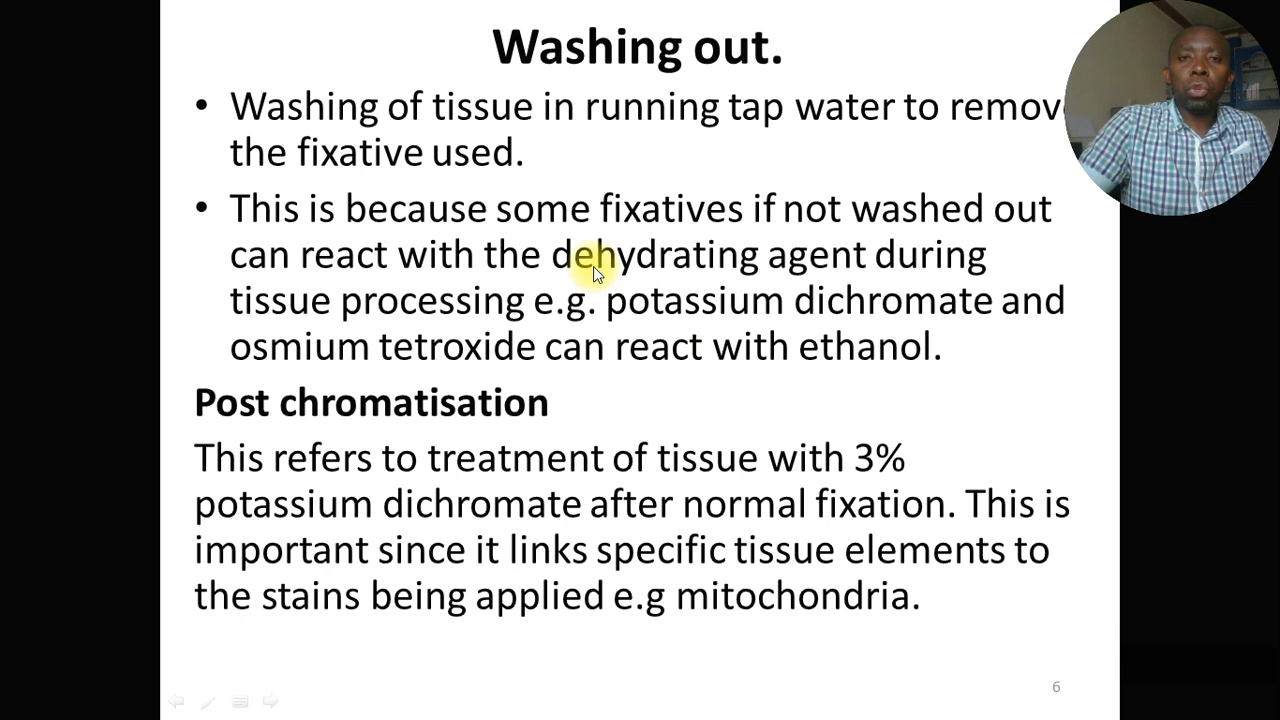 Washing out.
• Washing of tissue in running tap water to remov
the fixative used.
• This is because some fixatives if not washed out
can react with the dehydrating agent during
tissue processing e.g. potassium dichromate and
osmium tetroxide can react with ethanol.
Post chromatisation
This refers to treatment of tissue with 3%
potassium dichromate after normal fixation. This is
important since it links specific tissue elements to
the stains being applied e.g mitochondria.
6